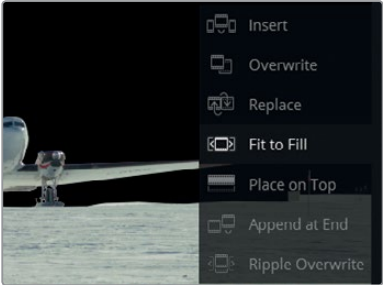 Insert
Overwrite
Replace
Fit to Fill
Place on Top
Append at End
Ripple Overwrite